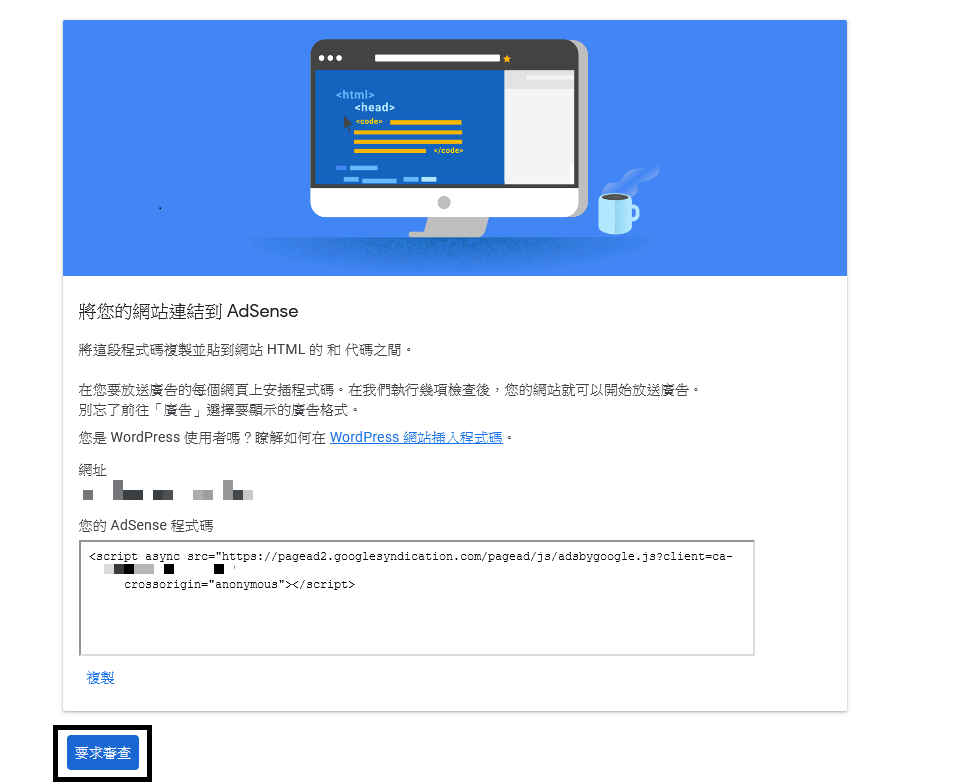 <html>
<head>
<code>
</code>
將您的網站連結到 AdSense
將這段程式碼複製並貼到網站 HTML 的 和 代碼之間。
在您要放送廣告的每個網頁上安插程式碼。在我們執行幾項檢查後，您的網站就可以開始放送廣告。
別忘了前往「廣告」選擇要顯示的廣告格式。
您是 WordPress 使用者嗎？瞭解如何在 WordPress 網站插入程式碼。
網址
您的 AdSense 程式碼
<script async src="https://pagead2.googlesyndication.com/pagead/js/adsbygoogle.js?client=ca-
crossorigin="anonymous"></script>
複製
要求審查